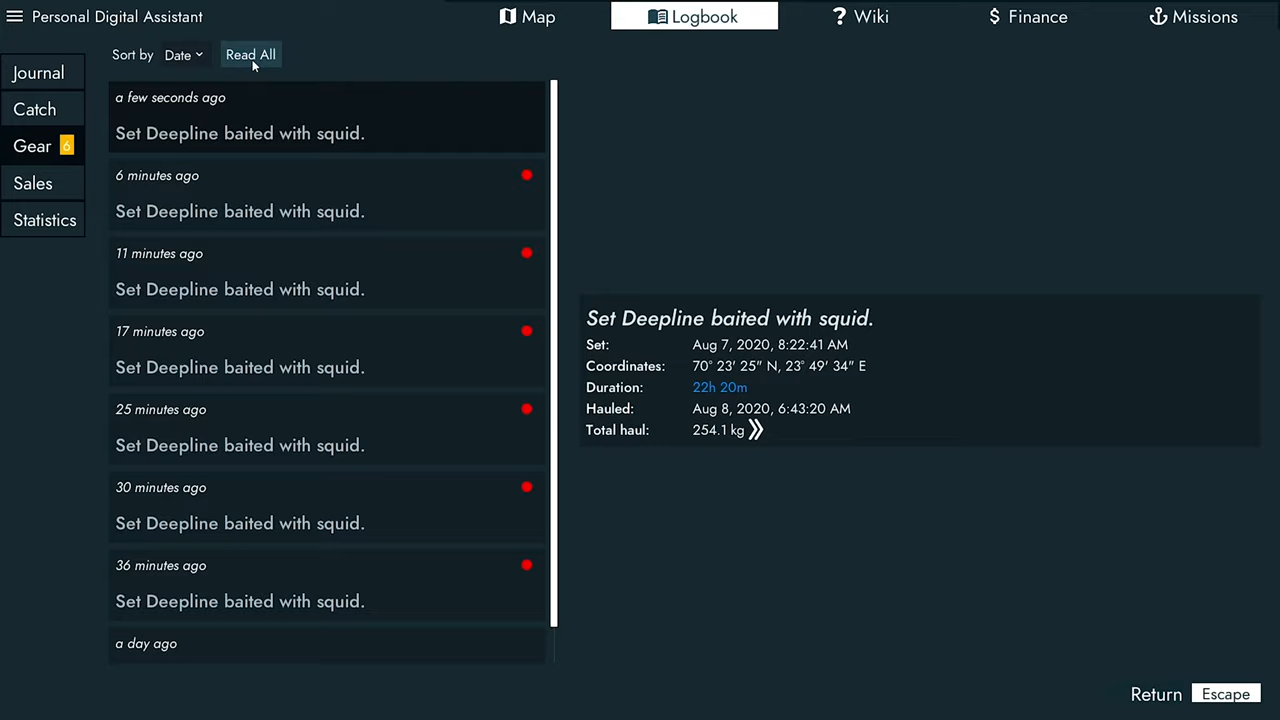 Personal Digital Assistant
Map
Logbook
? Wiki
$ Finance
Missions
Sort by Date Read All
Journal
Catch
Gear 6
Sales
Statistics
a few seconds ago
Set Deepline baited with squid.
6 minutes ago
Set Deepline baited with squid.
11 minutes ago
Set Deepline baited with squid.
17 minutes ago
Set Deepline baited with squid.
25 minutes ago
Set Deepline baited with squid.
30 minutes ago
Set Deepline baited with squid.
36 minutes ago
Set Deepline baited with squid.
a day ago
Set Deepline baited with squid.
Set: Aug 7, 2020, 8:22:41 AM
Coordinates: 70° 23' 25" N, 23° 49' 34" E
Duration: 22h 20m
Hauled: Aug 8, 2020, 6:43:20 AM
Total haul: 254.1 kg
Return Escape